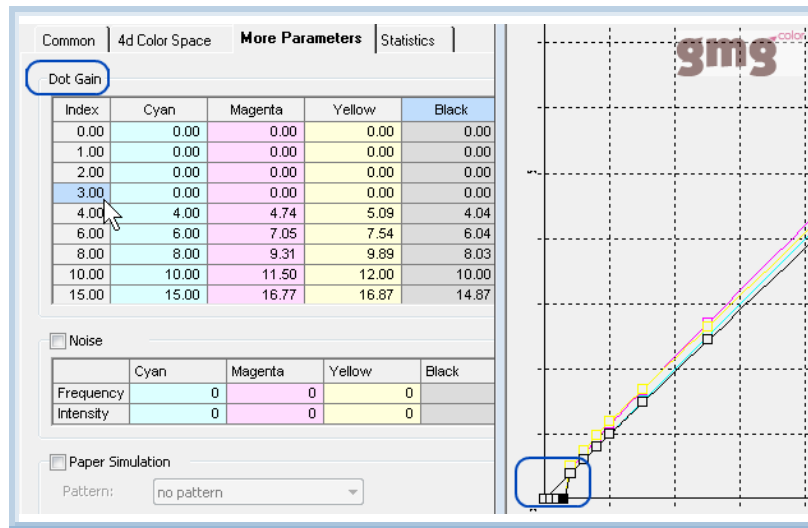 Common 4d Color Space More Parameters Statistics
gmg color
Dot Gain
Index Cyan Magenta Yellow Black
0.00 0.00 0.00 0.00 0.00
1.00 0.00 0.00 0.00 0.00
2.00 0.00 0.00 0.00 0.00
3.00 0.00 0.00 0.00 0.00
4.00 4.00 4.74 5.09 4.04
6.00 6.00 7.05 7.54 6.04
8.00 8.00 9.31 9.89 8.03
10.00 10.00 11.50 12.00 10.00
15.00 15.00 16.77 16.87 14.87
Noise
Cyan Magenta Yellow Black
Frequency 0 0 0
Intensity 0 0 0
Paper Simulation
Pattern: no pattern